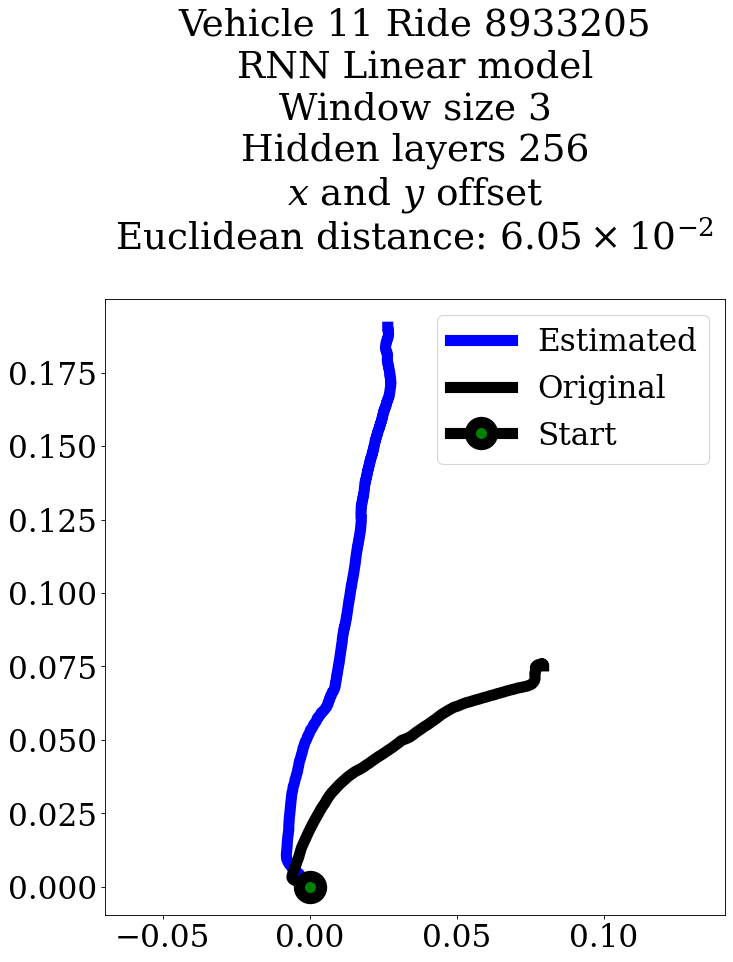 Vehicle 11 Ride 8933205
RNN Linear model
Window size 3
Hidden layers 256
x and y offset
Euclidean distance: 6.05 × 10⁻²
Estimated
Original
Start
0.175
0.150
0.125
0.100
0.075
0.050
0.025
0.000
−0.05 0.00 0.05 0.10